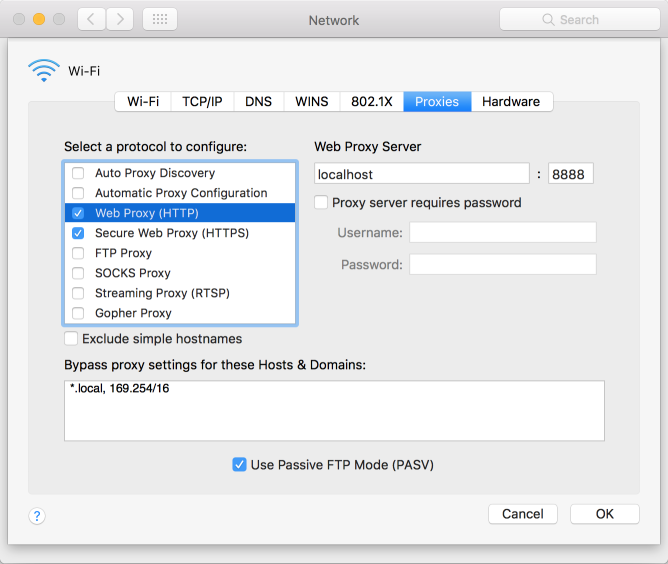 Network
Search
Wi-Fi
Wi-Fi TCP/IP DNS WINS 802.1X Proxies Hardware
Select a protocol to configure:
Auto Proxy Discovery
Automatic Proxy Configuration
Web Proxy (HTTP)
Secure Web Proxy (HTTPS)
FTP Proxy
SOCKS Proxy
Streaming Proxy (RTSP)
Gopher Proxy
Exclude simple hostnames
Web Proxy Server
localhost : 8888
Proxy server requires password
Username:
Password:
Bypass proxy settings for these Hosts & Domains:
*.local, 169.254/16
Use Passive FTP Mode (PASV)
?
Cancel OK